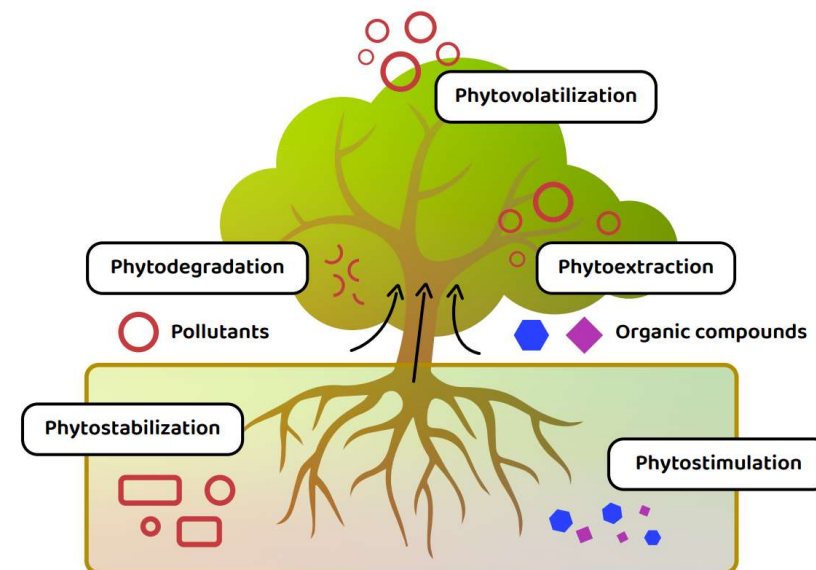 Phytovolatilization
Phytodegradation
Phytoextraction
Pollutants
Organic compounds
Phytostabilization
Phytostimulation